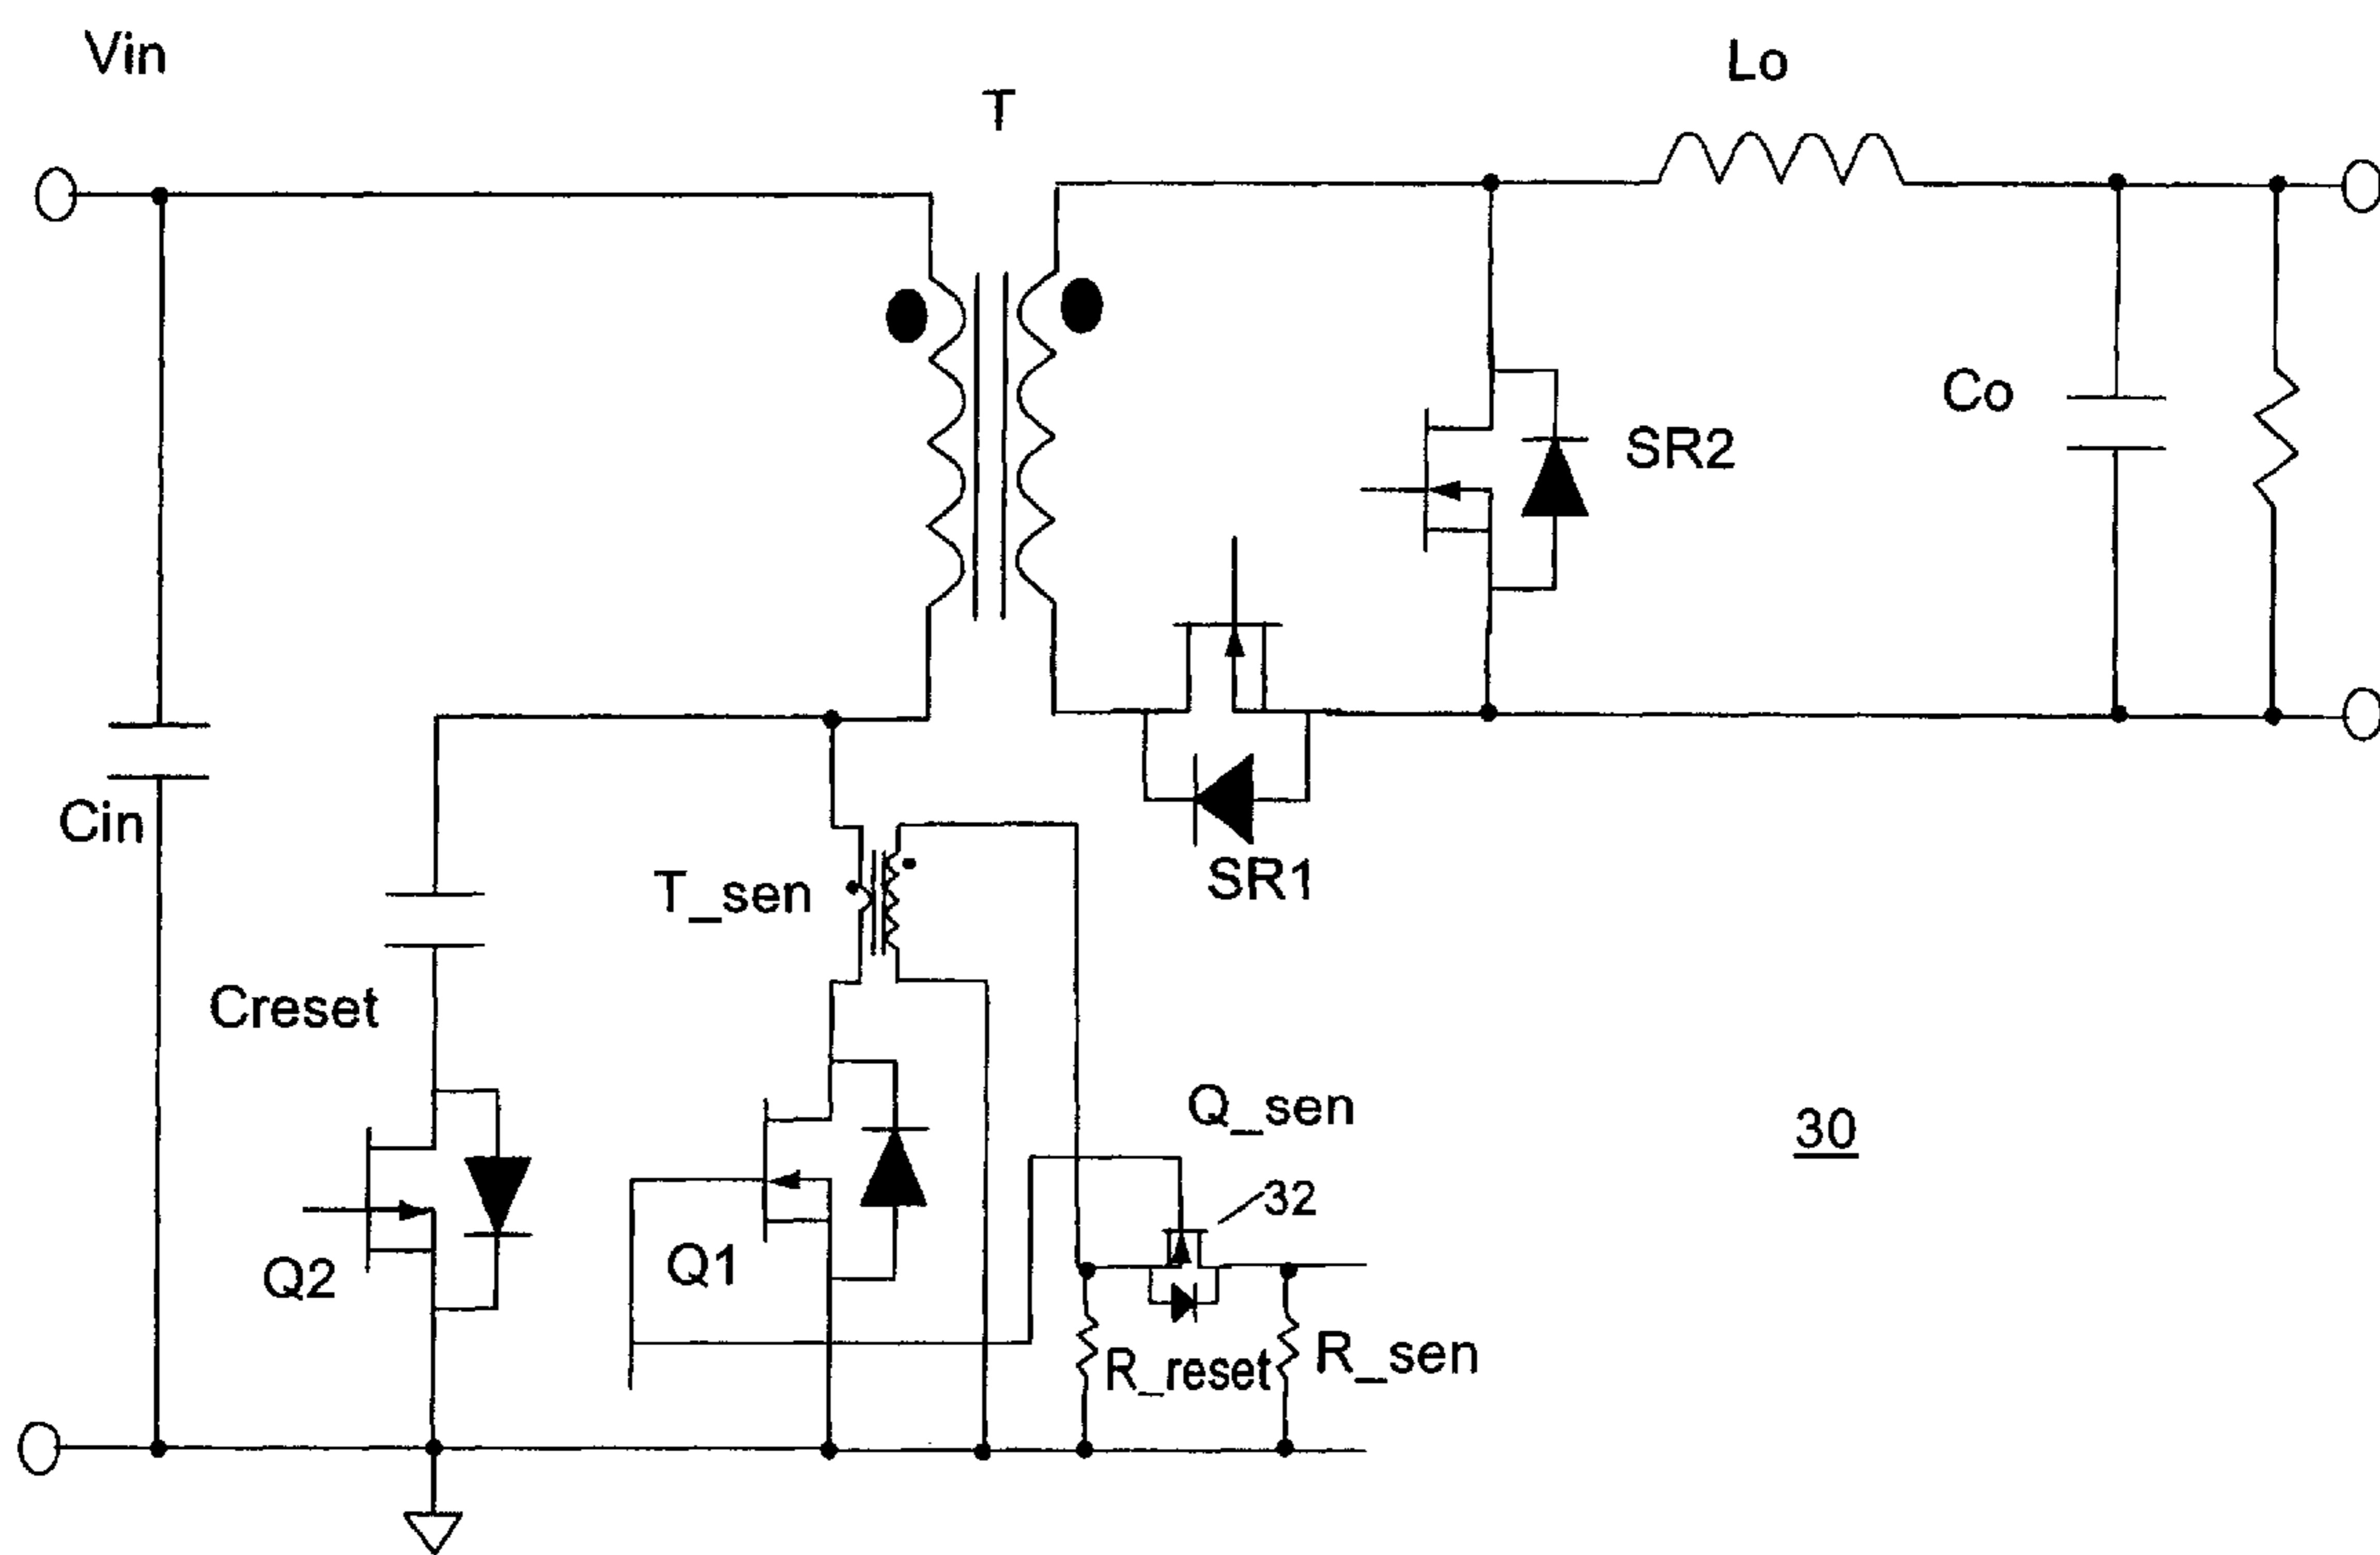 Vin
T
Lo
Co
SR2
Cin
T_sen
SR1
Creset
Q_sen
30
32
Q2
Q1
R_reset
R_sen